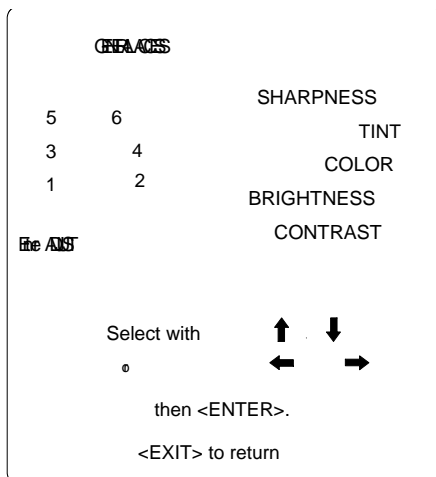 SHARPNESS
5 6
TINT
3 4
COLOR
1 2
BRIGHTNESS
CONTRAST
Select with
then <ENTER>.
<EXIT> to return